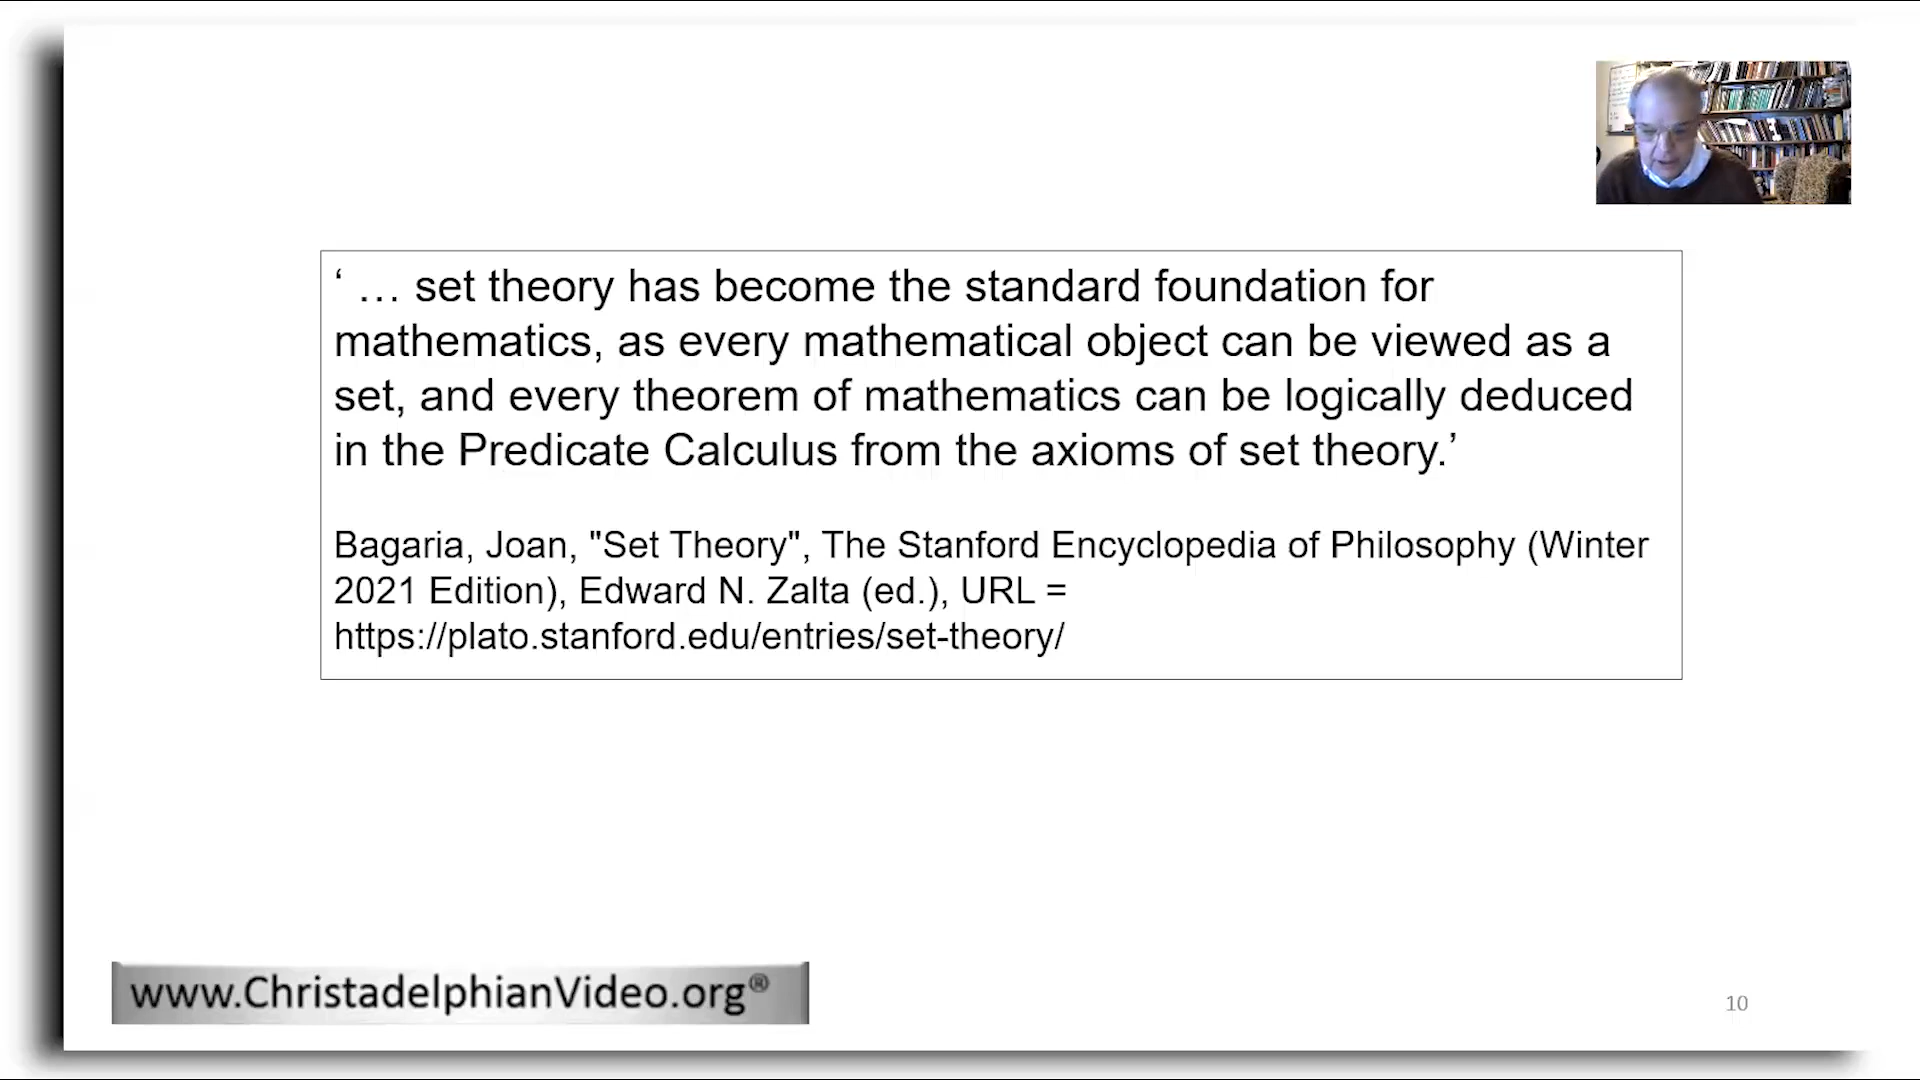 ‘ … set theory has become the standard foundation for
mathematics, as every mathematical object can be viewed as a
set, and every theorem of mathematics can be logically deduced
in the Predicate Calculus from the axioms of set theory.’
Bagaria, Joan, "Set Theory", The Stanford Encyclopedia of Philosophy (Winter
2021 Edition), Edward N. Zalta (ed.), URL =
https://plato.stanford.edu/entries/set-theory/
www.ChristadelphianVideo.org®
10